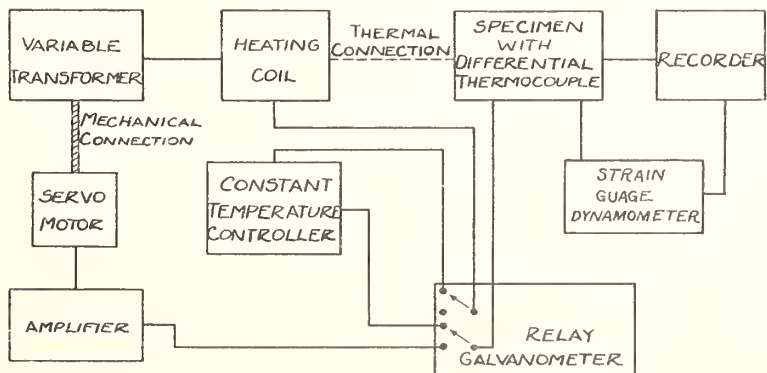 VARIABLE
TRANSFORMER
HEATING
COIL
THERMAL
CONNECTION
SPECIMEN
WITH
DIFFERENTIAL
THERMOCOUPLE
RECORDER
MECHANICAL
CONNECTION
SERVO
MOTOR
CONSTANT
TEMPERATURE
CONTROLLER
STRAIN
GUAGE
DYNAMOMETER
AMPLIFIER
RELAY
GALVANOMETER